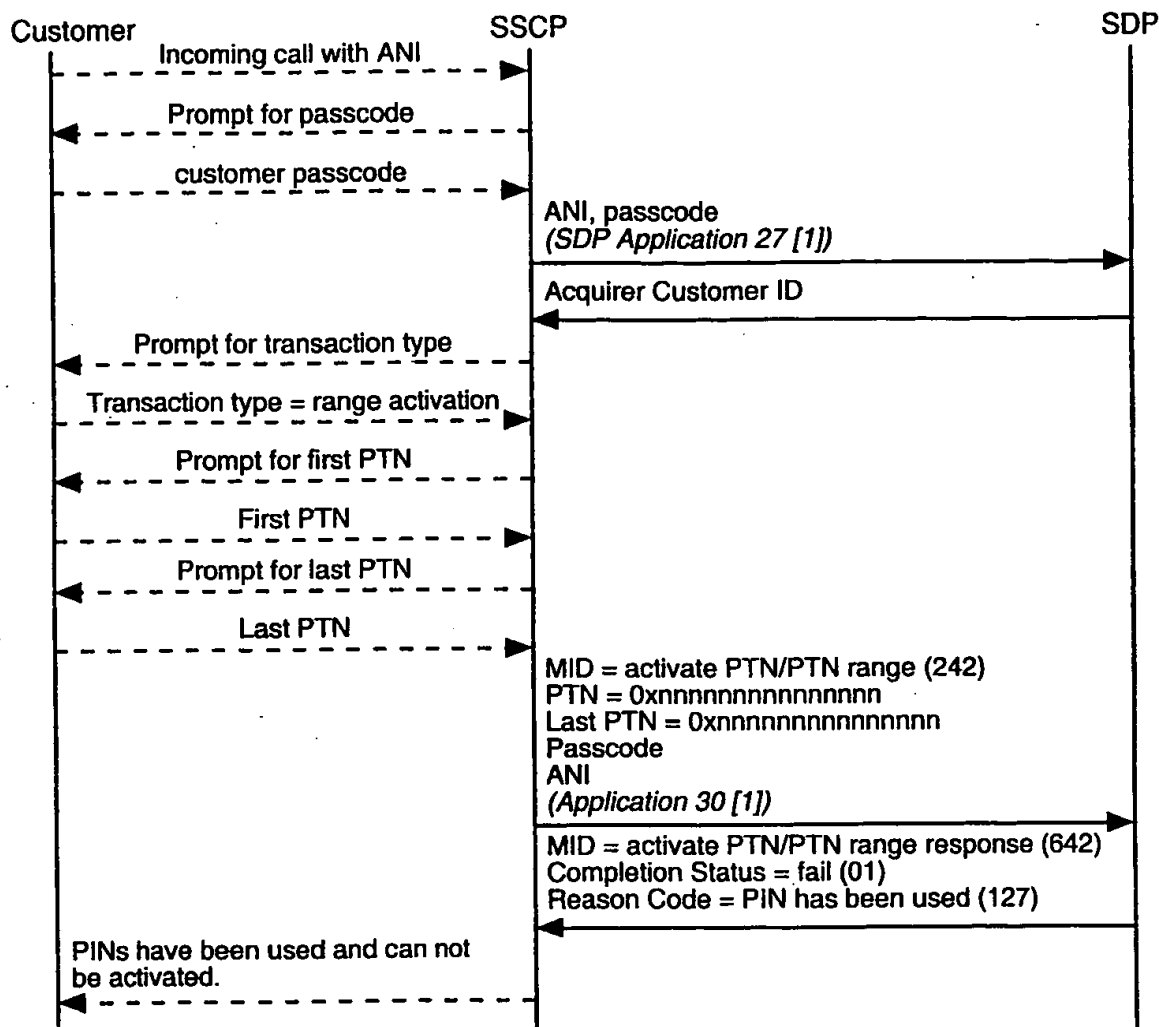 Customer
SSCP
SDP
Incoming call with ANI
Prompt for passcode
customer passcode
ANI, passcode
(SDP Application 27 [1])
Acquirer Customer ID
Prompt for transaction type
Transaction type = range activation
Prompt for first PTN
First PTN
Prompt for last PTN
Last PTN
MID = activate PTN/PTN range (242)
PTN = 0xnnnnnnnnnnnnnnnn
Last PTN = 0xnnnnnnnnnnnnnnnn
Passcode
ANI
(Application 30 [1])
MID = activate PTN/PTN range response (642)
Completion Status = fail (01)
Reason Code = PIN has been used (127)
PINs have been used and can not
be activated.